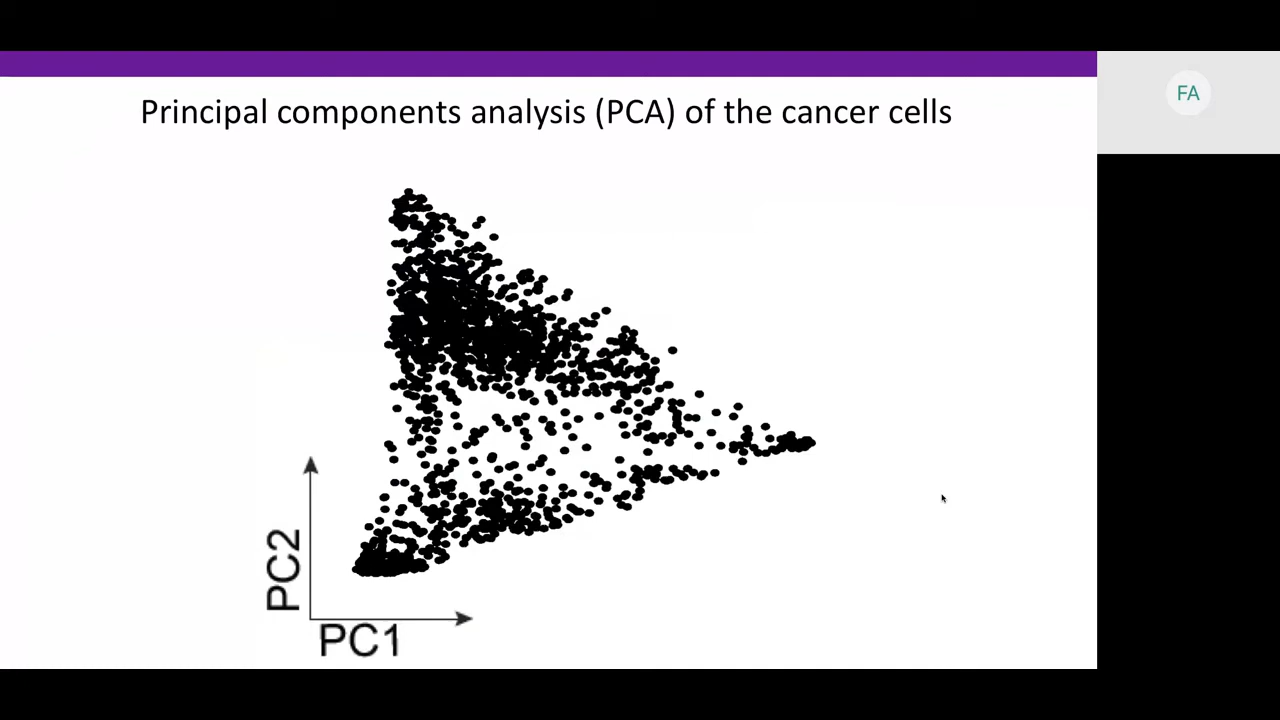 Principal components analysis (PCA) of the cancer cells
FA
PC2
PC1